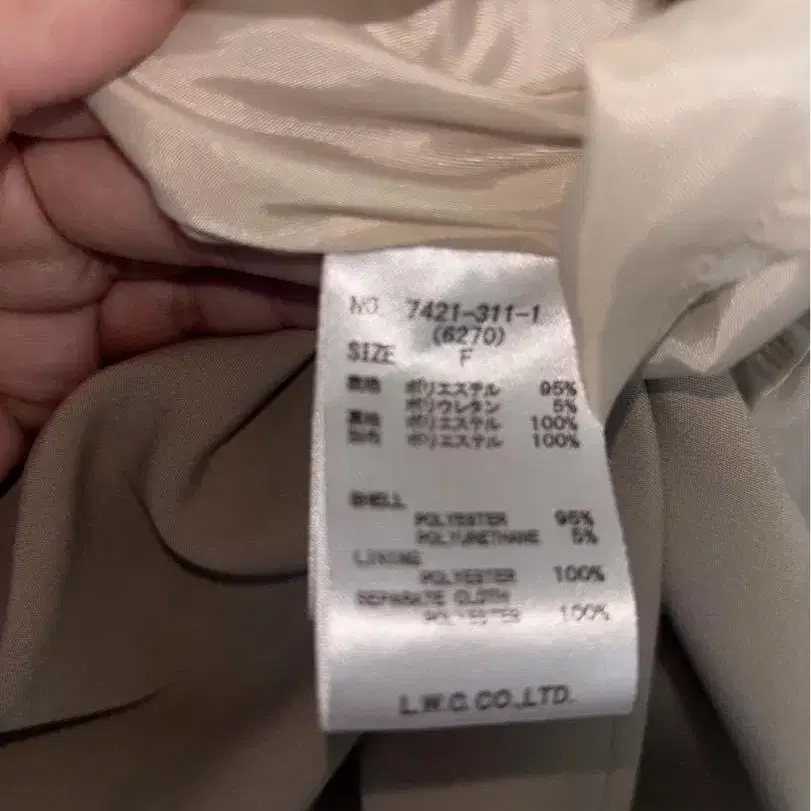 NO. 7421-311-1
(6270)
SIZE F
表地 ポリエステル 95%
ポリウレタン 5%
裏地 ポリエステル 100%
別布 ポリエステル 100%
SHELL
POLYESTER 95%
POLYURETHANE 5%
LINING
POLYESTER 100%
SEPARATE CLOTH
POLYESTER 100%
L.W.C.CO.,LTD.